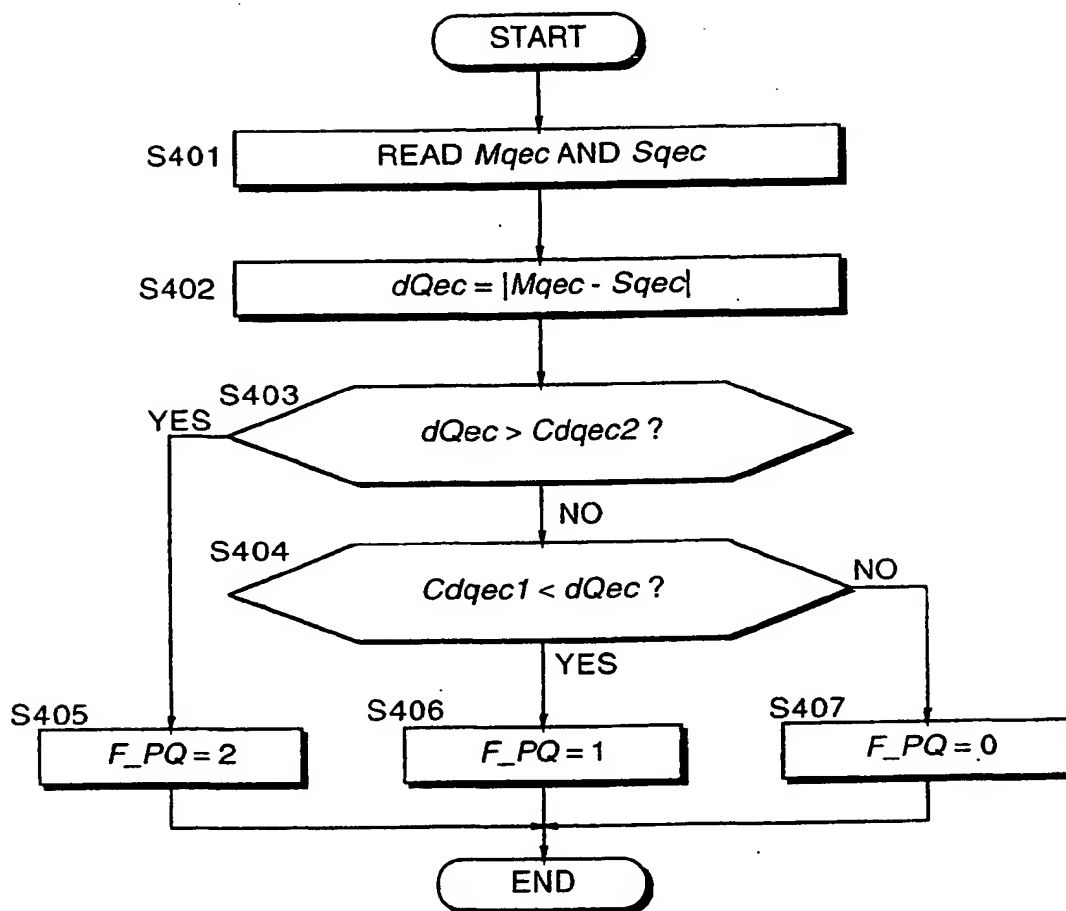 START
S401
READ Mqec AND Sqec
S402
dQec = |Mqec - Sqec|
S403
YES
dQec > Cdqec2 ?
NO
S404
Cdqec1 < dQec ?
NO
YES
S405
F_PQ = 2
S406
F_PQ = 1
S407
F_PQ = 0
END